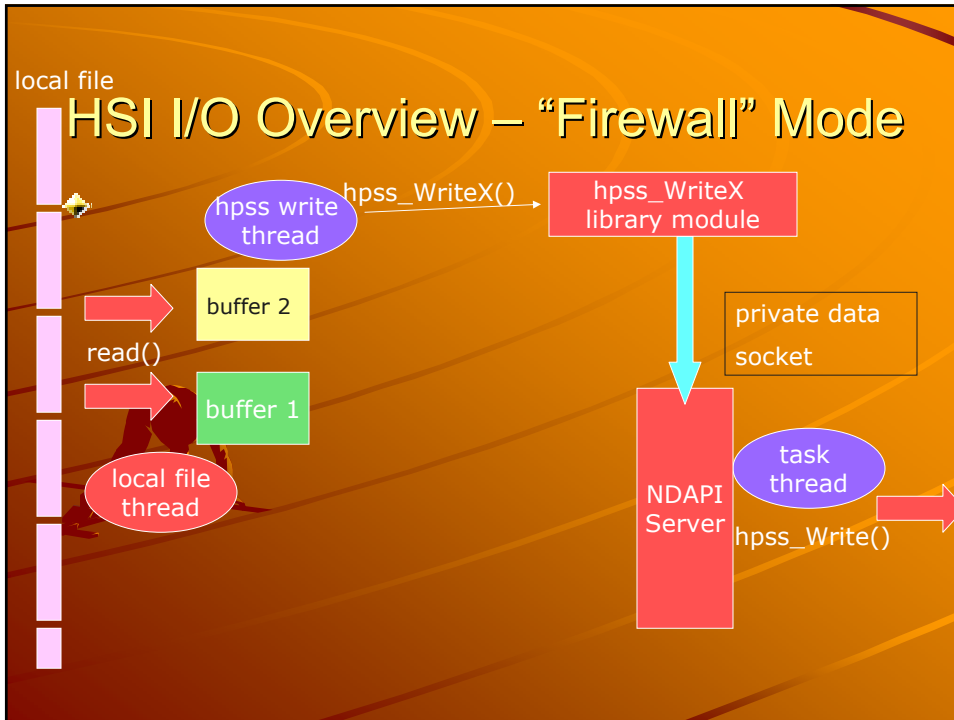 local file
HSI I/O Overview – “Firewall” Mode
hpss write
thread
hpss_WriteX()
hpss_WriteX
library module
buffer 2
read()
buffer 1
local file
thread
private data
socket
NDAPI
Server
task
thread
hpss_Write()